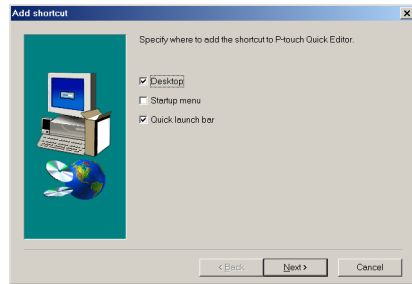 Add shortcut
Specify where to add the shortcut to P-touch Quick Editor.
Desktop
Startup menu
Quick launch bar
< Back
Next >
Cancel